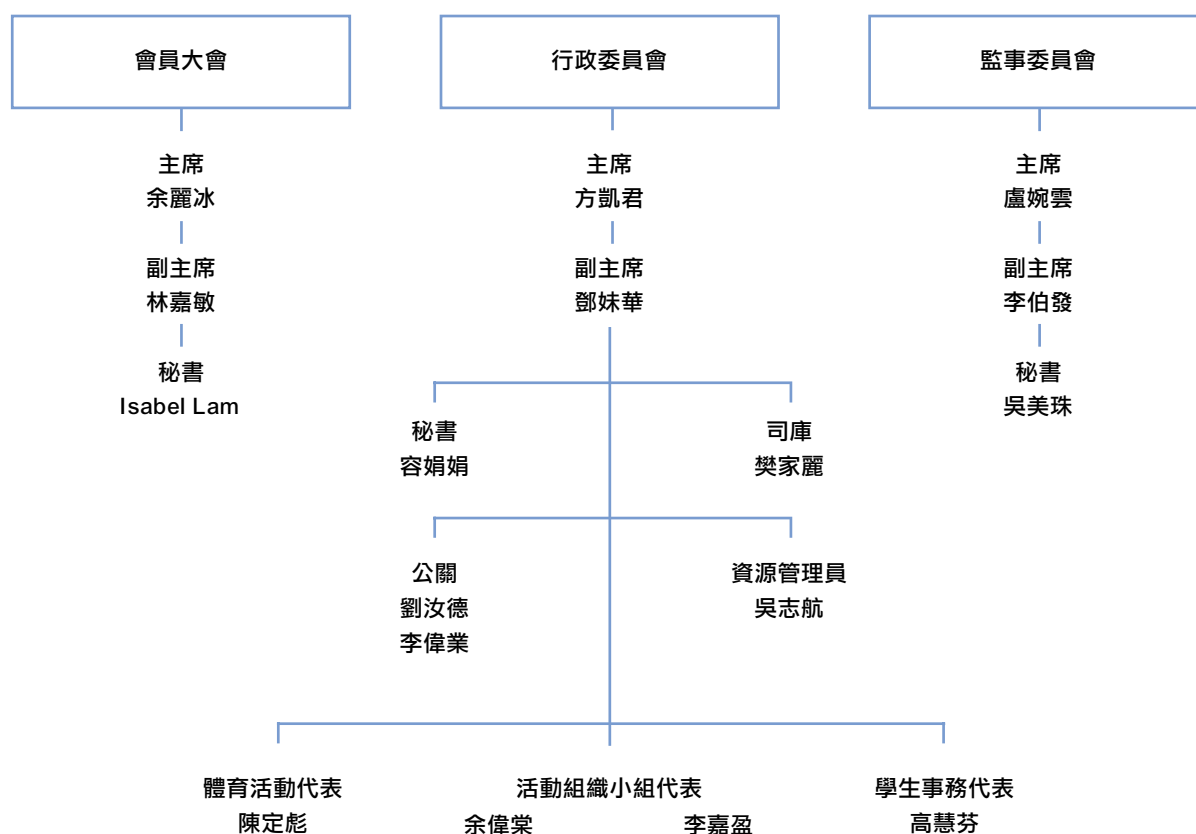 會員大會
行政委員會
監事委員會
主席
余麗冰
主席
方凱君
主席
盧婉雲
副主席
林嘉敏
副主席
鄧妹華
副主席
李伯發
秘書
Isabel Lam
秘書
吳美珠
秘書
容娟娟
司庫
樊家麗
公關
劉汝德
李偉業
資源管理員
吳志航
體育活動代表
陳定彪
活動組織小組代表
余偉棠 李嘉盈
學生事務代表
高慧芬